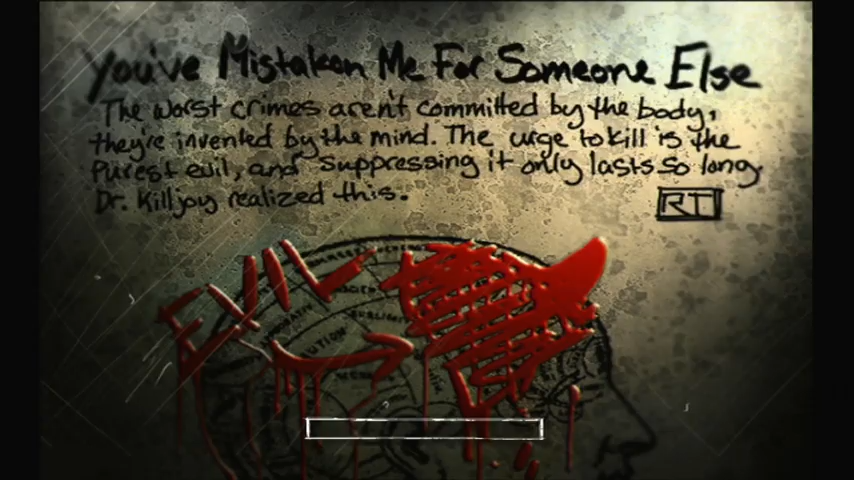 You've Mistaken Me For Someone Else
The worst crimes aren't committed by the body,
they're invented by the mind. The urge to kill is the
Purest evil, and suppressing it only lasts so long.
Dr. Killjoy realized this.
RT
EVIL